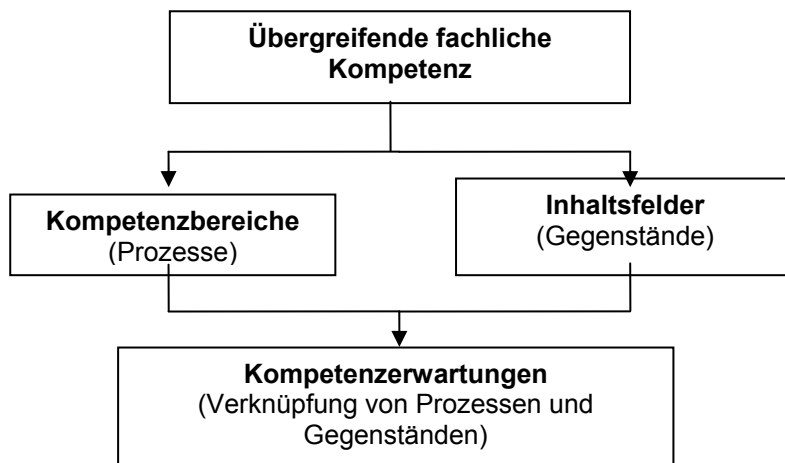 Übergreifende fachliche
Kompetenz
Kompetenzbereiche
(Prozesse)
Inhaltsfelder
(Gegenstände)
Kompetenzerwartungen
(Verknüpfung von Prozessen und
Gegenständen)